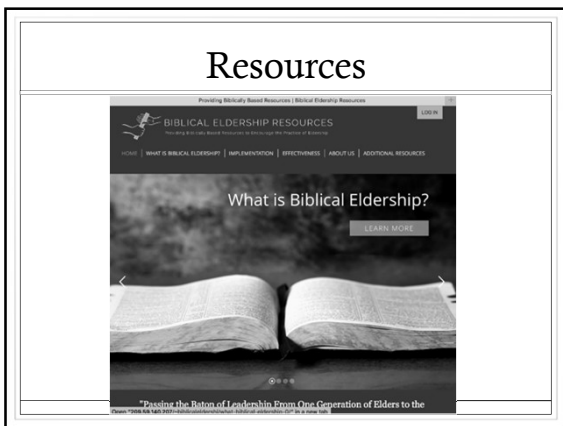 Resources
Providing Biblically Based Resources | Biblical Eldership Resources
+
LOG IN
BIBLICAL ELDERSHIP RESOURCES
Providing Biblically Based Resources to Encourage the Practice of Eldership
HOME | WHAT IS BIBLICAL ELDERSHIP? | IMPLEMENTATION | EFFECTIVENESS | ABOUT US | ADDITIONAL RESOURCES
What is Biblical Eldership?
LEARN MORE
"Passing the Baton of Leadership From One Generation of Elders to the